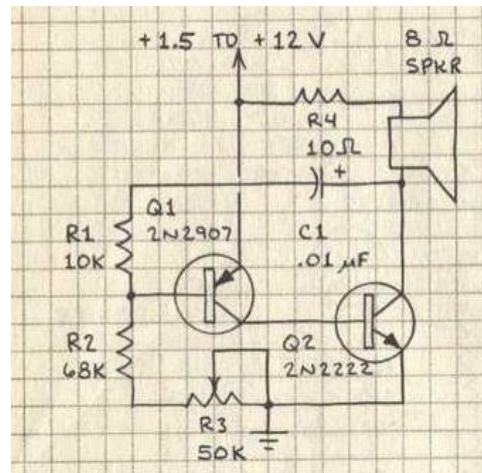 +1.5 TO +12 V
8 Ω
SPKR
R4
10Ω
+
Q1
2N2907
C1
.01 µF
R1
10K
R2
68K
Q2
2N2222
R3
50K